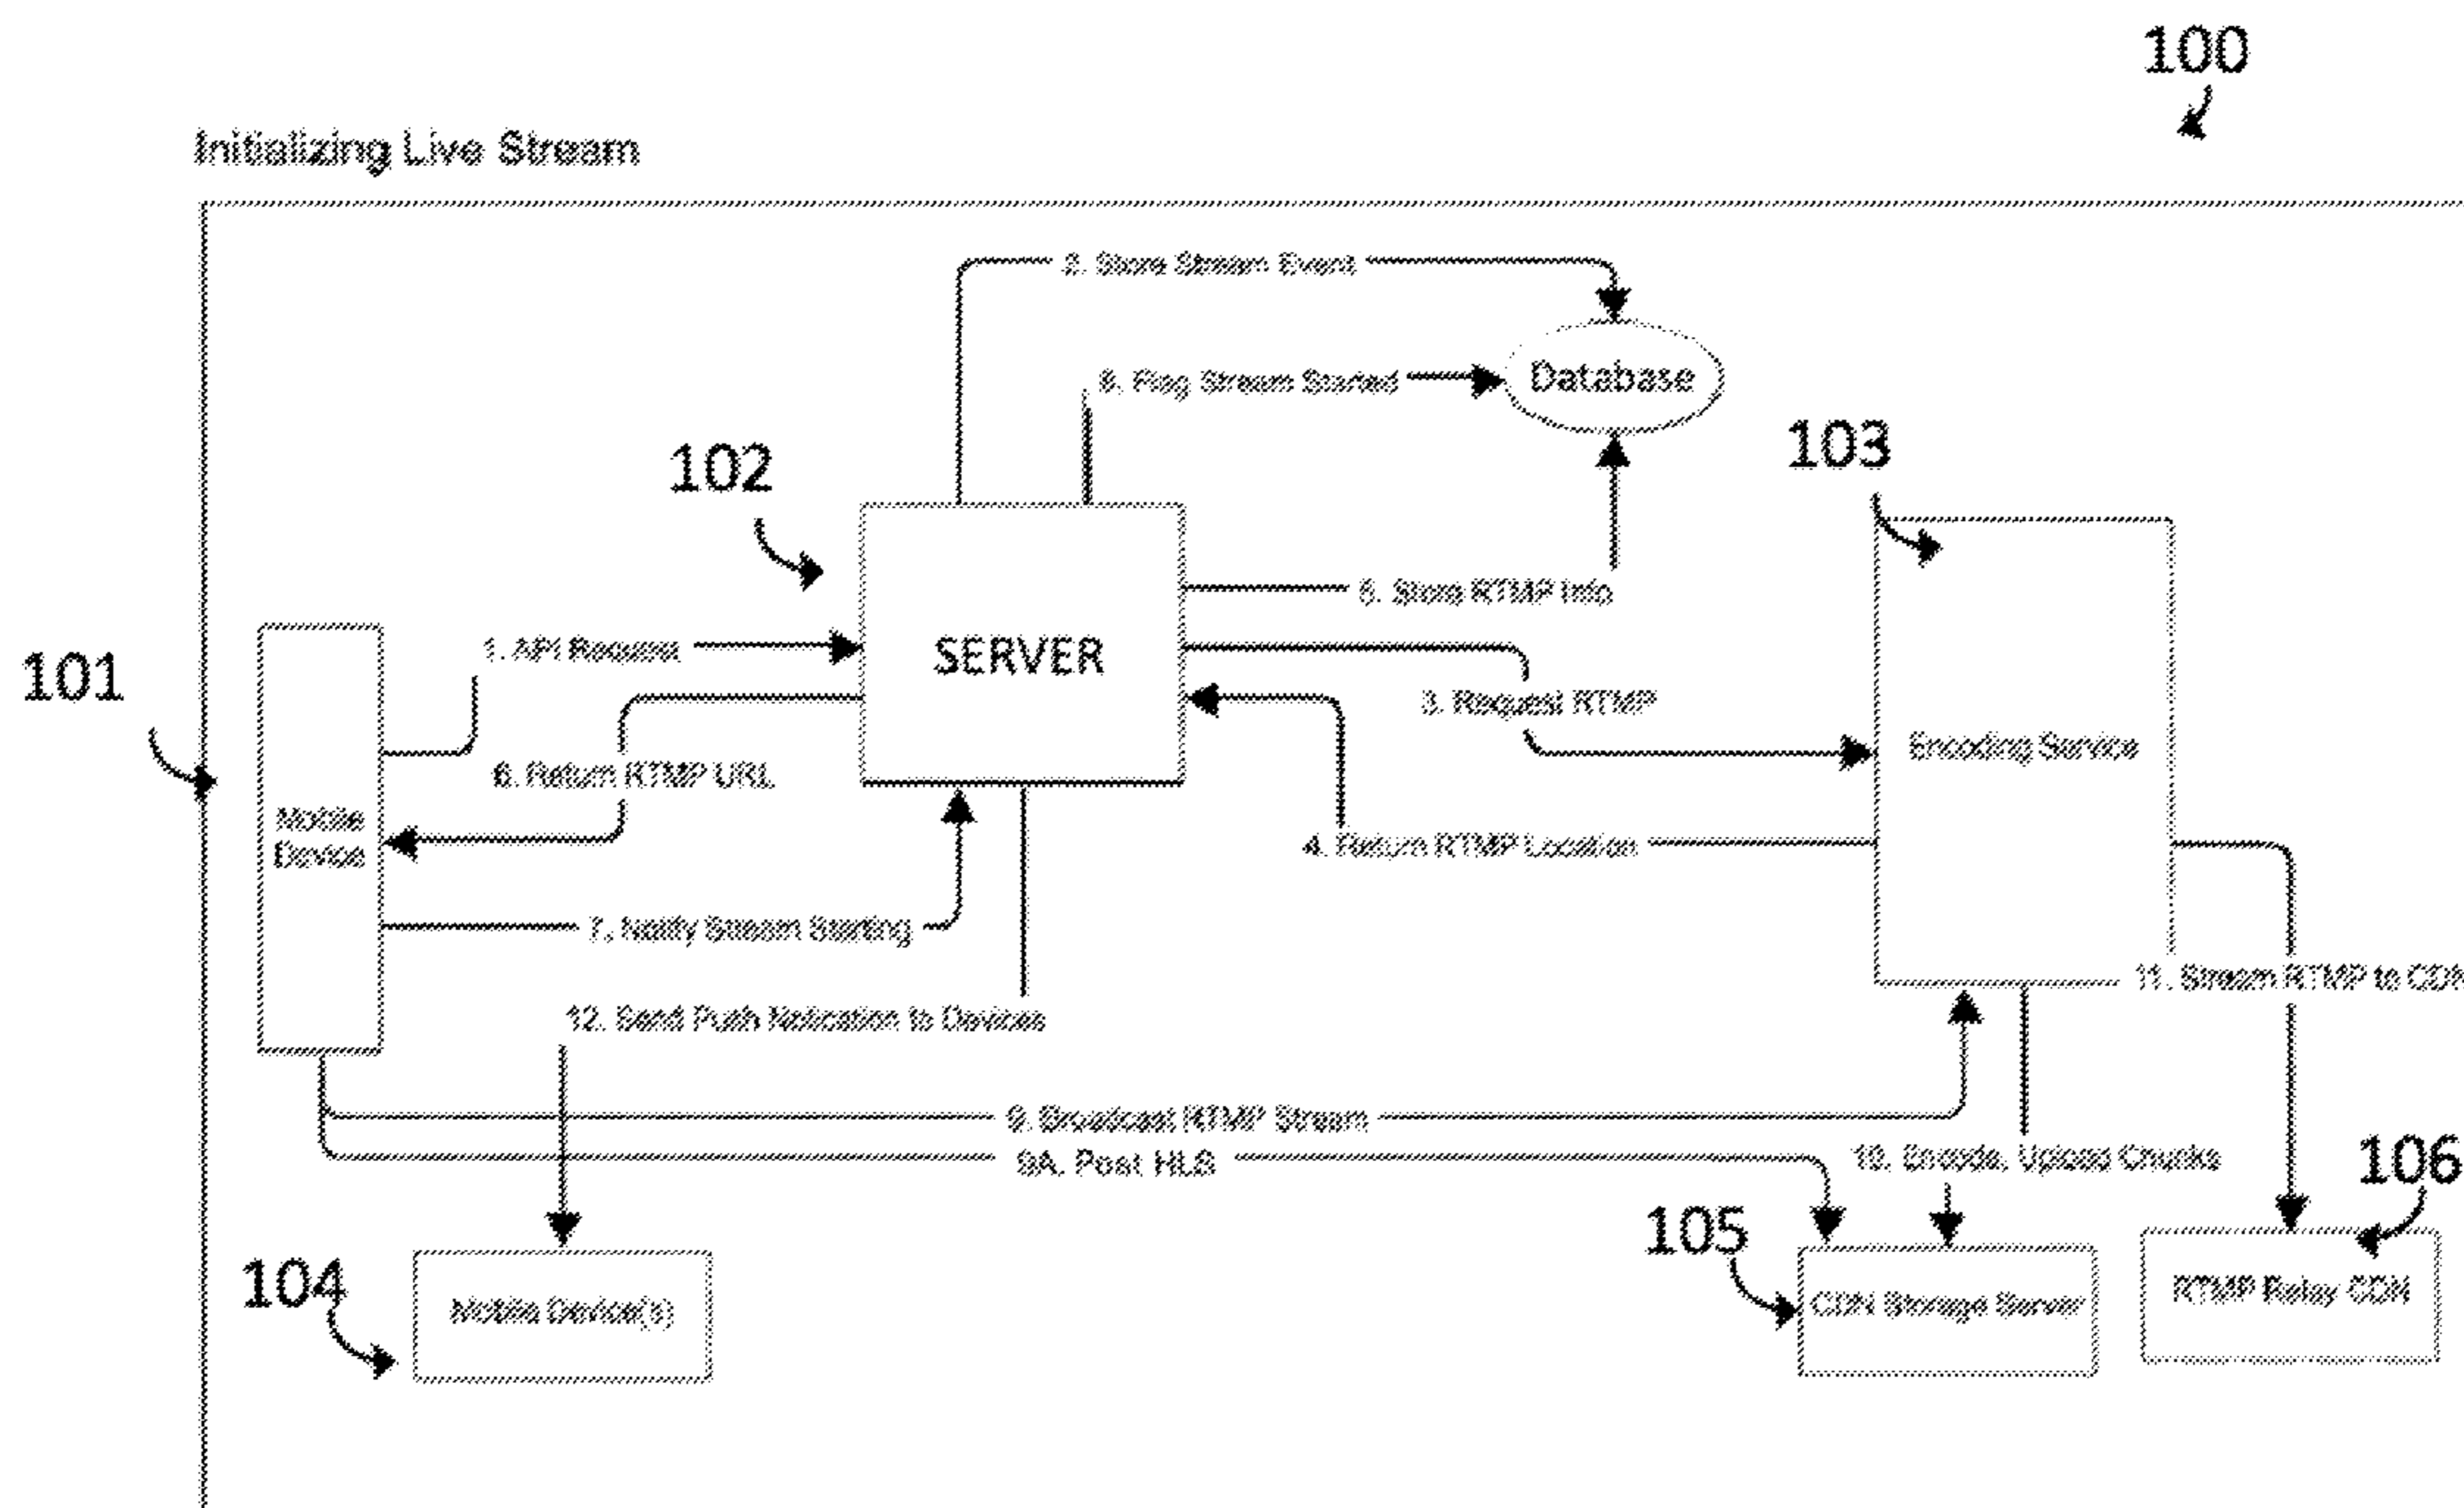 100
Initializing Live Stream
2. Store Stream Event
8. Flag Stream Started
Database
102
103
5. Store RTMP Info
1. API Request
SERVER
101
3. Request RTMP
Encoding Service
6. Return RTMP URL
Mobile
Device
4. Return RTMP Location
7. Notify Stream Starting
11. Stream RTMP to CDN
12. Send Push Notication to Devices
9. Broadcast RTMP Stream
9A. Post HLS
10. Encode, Upload Chunks
106
105
104
Mobile Device(s)
CDN Storage Server
RTMP Relay CDN